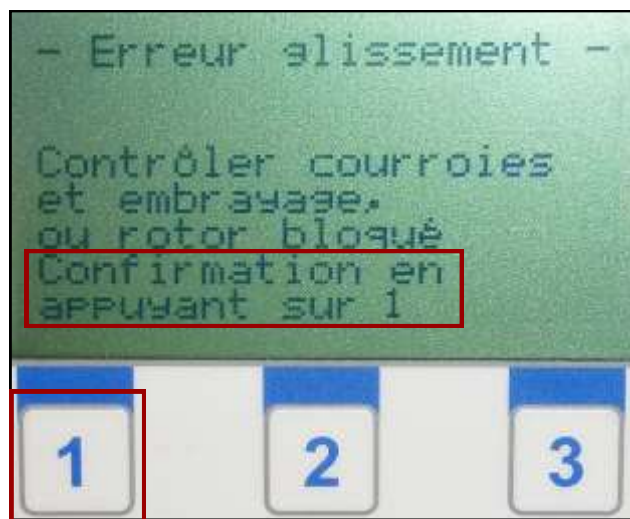 - Erreur glissement -
Contrôler courroies
et embrayage,
ou rotor bloqué
Confirmation en
appuyant sur 1
1 2 3